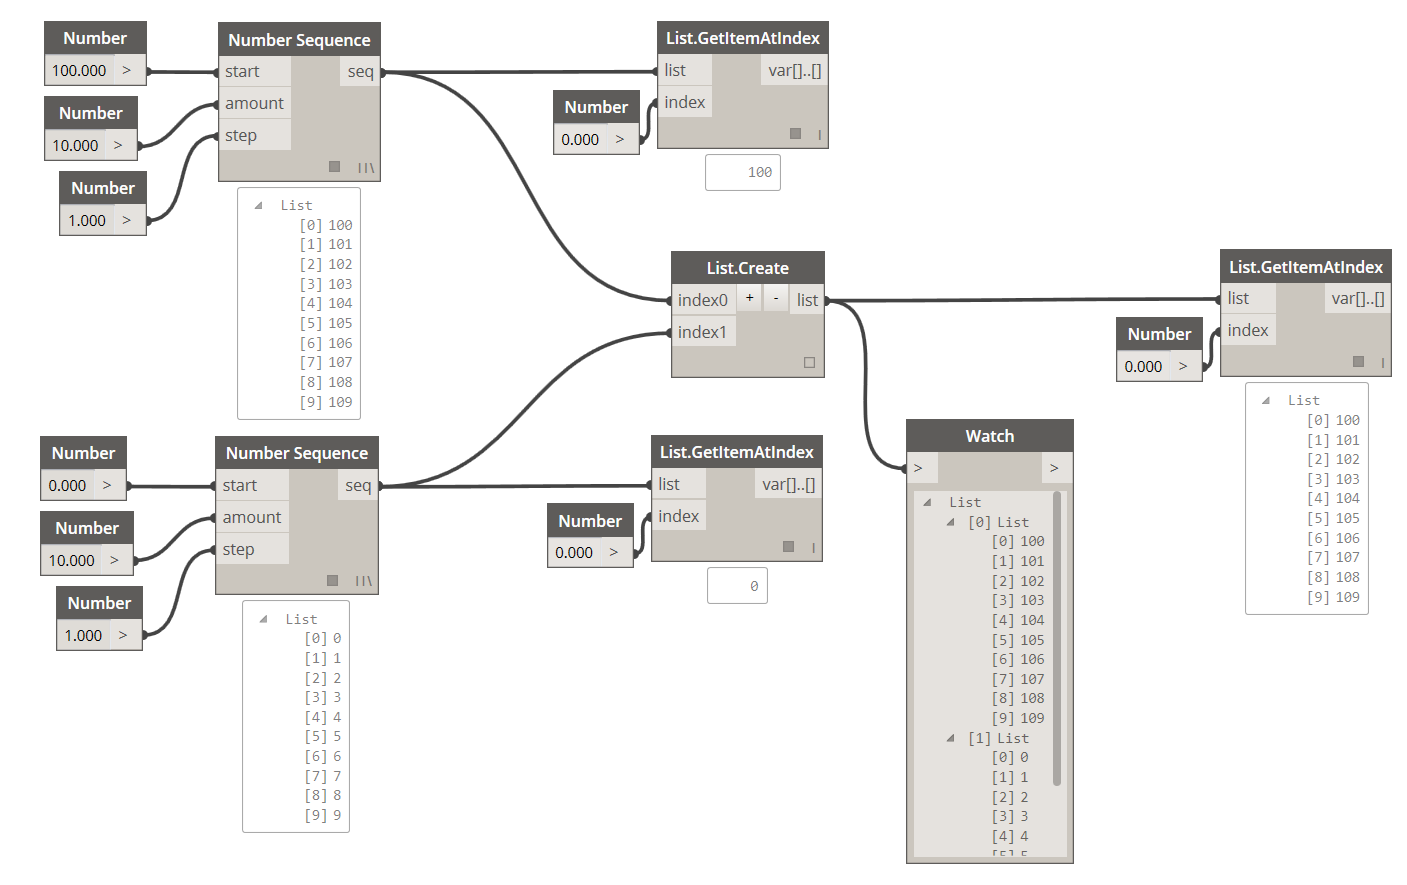 Number
100.000 >
Number
10.000 >
Number
1.000 >
Number Sequence
start seq
amount
step
List
[0] 100
[1] 101
[2] 102
[3] 103
[4] 104
[5] 105
[6] 106
[7] 107
[8] 108
[9] 109
List.GetItemAtIndex
list var[]..[]
index
Number
0.000 >
100
List.Create
index0 + - list
index1
List.GetItemAtIndex
list var[]..[]
index
Number
0.000 >
List
[0] 100
[1] 101
[2] 102
[3] 103
[4] 104
[5] 105
[6] 106
[7] 107
[8] 108
[9] 109
Number
0.000 >
Number
10.000 >
Number
1.000 >
Number Sequence
start seq
amount
step
List
[0] 0
[1] 1
[2] 2
[3] 3
[4] 4
[5] 5
[6] 6
[7] 7
[8] 8
[9] 9
List.GetItemAtIndex
list var[]..[]
index
Number
0.000 >
0
Watch
> >
List
[0] List
[0] 100
[1] 101
[2] 102
[3] 103
[4] 104
[5] 105
[6] 106
[7] 107
[8] 108
[9] 109
[1] List
[0] 0
[1] 1
[2] 2
[3] 3
[4] 4
[5] 5